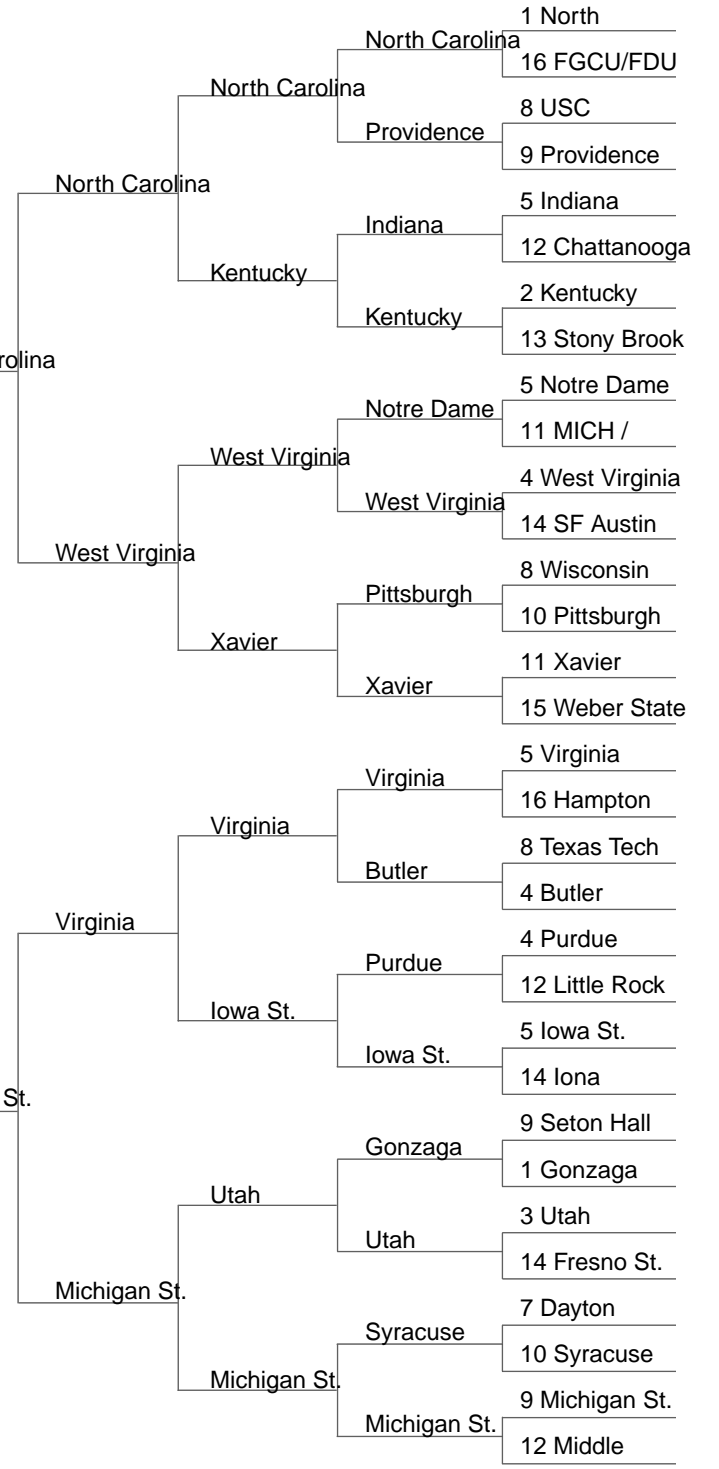 1 North
North Carolina
16 FGCU/FDU
North Carolina
8 USC
Providence
9 Providence
North Carolina
5 Indiana
Indiana
12 Chattanooga
Kentucky
2 Kentucky
Kentucky
13 Stony Brook
rolina
5 Notre Dame
Notre Dame
11 MICH /
West Virginia
4 West Virginia
West Virginia
14 SF Austin
West Virginia
8 Wisconsin
Pittsburgh
10 Pittsburgh
Xavier
11 Xavier
Xavier
15 Weber State
5 Virginia
Virginia
16 Hampton
Virginia
8 Texas Tech
Butler
4 Butler
Virginia
4 Purdue
Purdue
12 Little Rock
Iowa St.
5 Iowa St.
Iowa St.
14 Iona
St.
9 Seton Hall
Gonzaga
1 Gonzaga
Utah
3 Utah
Utah
14 Fresno St.
Michigan St.
7 Dayton
Syracuse
10 Syracuse
Michigan St.
9 Michigan St.
Michigan St.
12 Middle